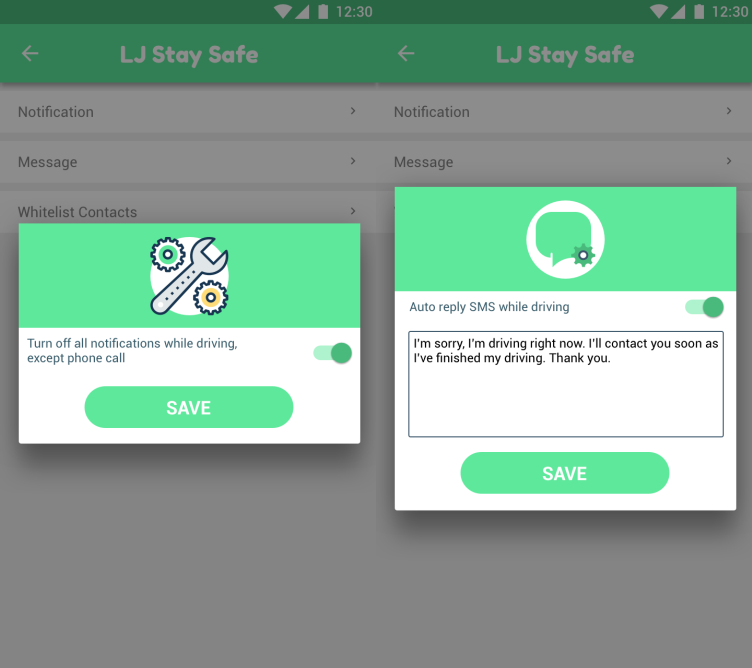 12:30
LJ Stay Safe
Notification
Message
Whitelist Contacts
Turn off all notifications while driving,
except phone call
SAVE
12:30
LJ Stay Safe
Notification
Message
Auto reply SMS while driving
I'm sorry, I'm driving right now. I'll contact you soon as
I've finished my driving. Thank you.
SAVE